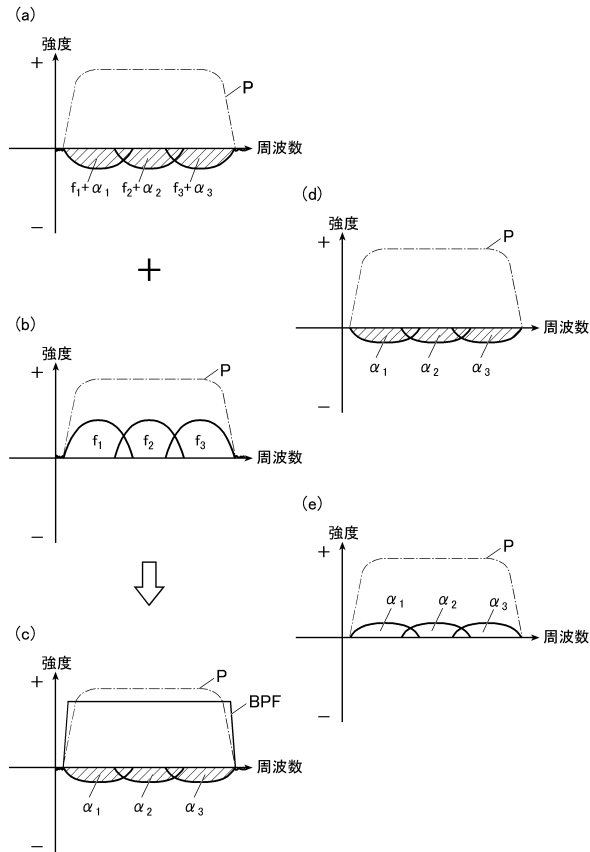 (a)
強度
+
P
周波数
f₁+α₁ f₂+α₂ f₃+α₃
−
+
(b)
強度
+
P
f₁ f₂ f₃
周波数
−
(c)
強度
+
P
BPF
周波数
α₁ α₂ α₃
−
(d)
強度
+
P
周波数
α₁ α₂ α₃
−
(e)
強度
+
P
α₁ α₂ α₃
周波数
−